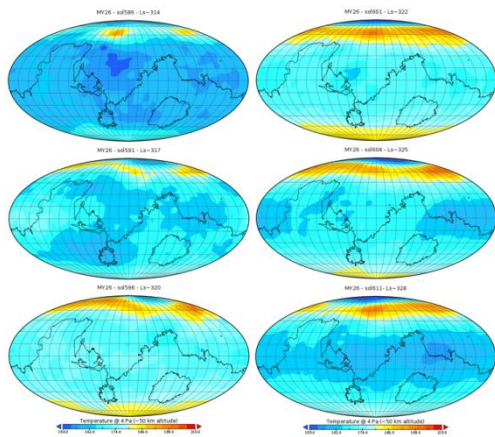 MY26 - sol586 - Ls~314
MY26 - sol601 - Ls~322
MY26 - sol591 - Ls~317
MY26 - sol606 - Ls~325
MY26 - sol596 - Ls~320
MY26 - sol611- Ls~328
Temperature @ 4 Pa (~50 km altitude)
Temperature @ 4 Pa (~50 km altitude)